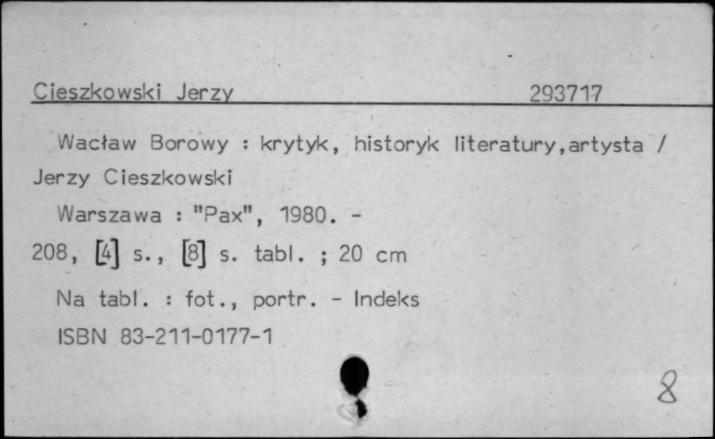 Cieszkowski Jerzy 293717
Wacław Borowy : krytyk, historyk literatury,artysta /
Jerzy Cieszkowski
Warszawa : "Pax", 1980. -
208, [4] s., [8] s. tabl. ; 20 cm
Na tabl. : fot., portr. - Indeks
ISBN 83-211-0177-1
8